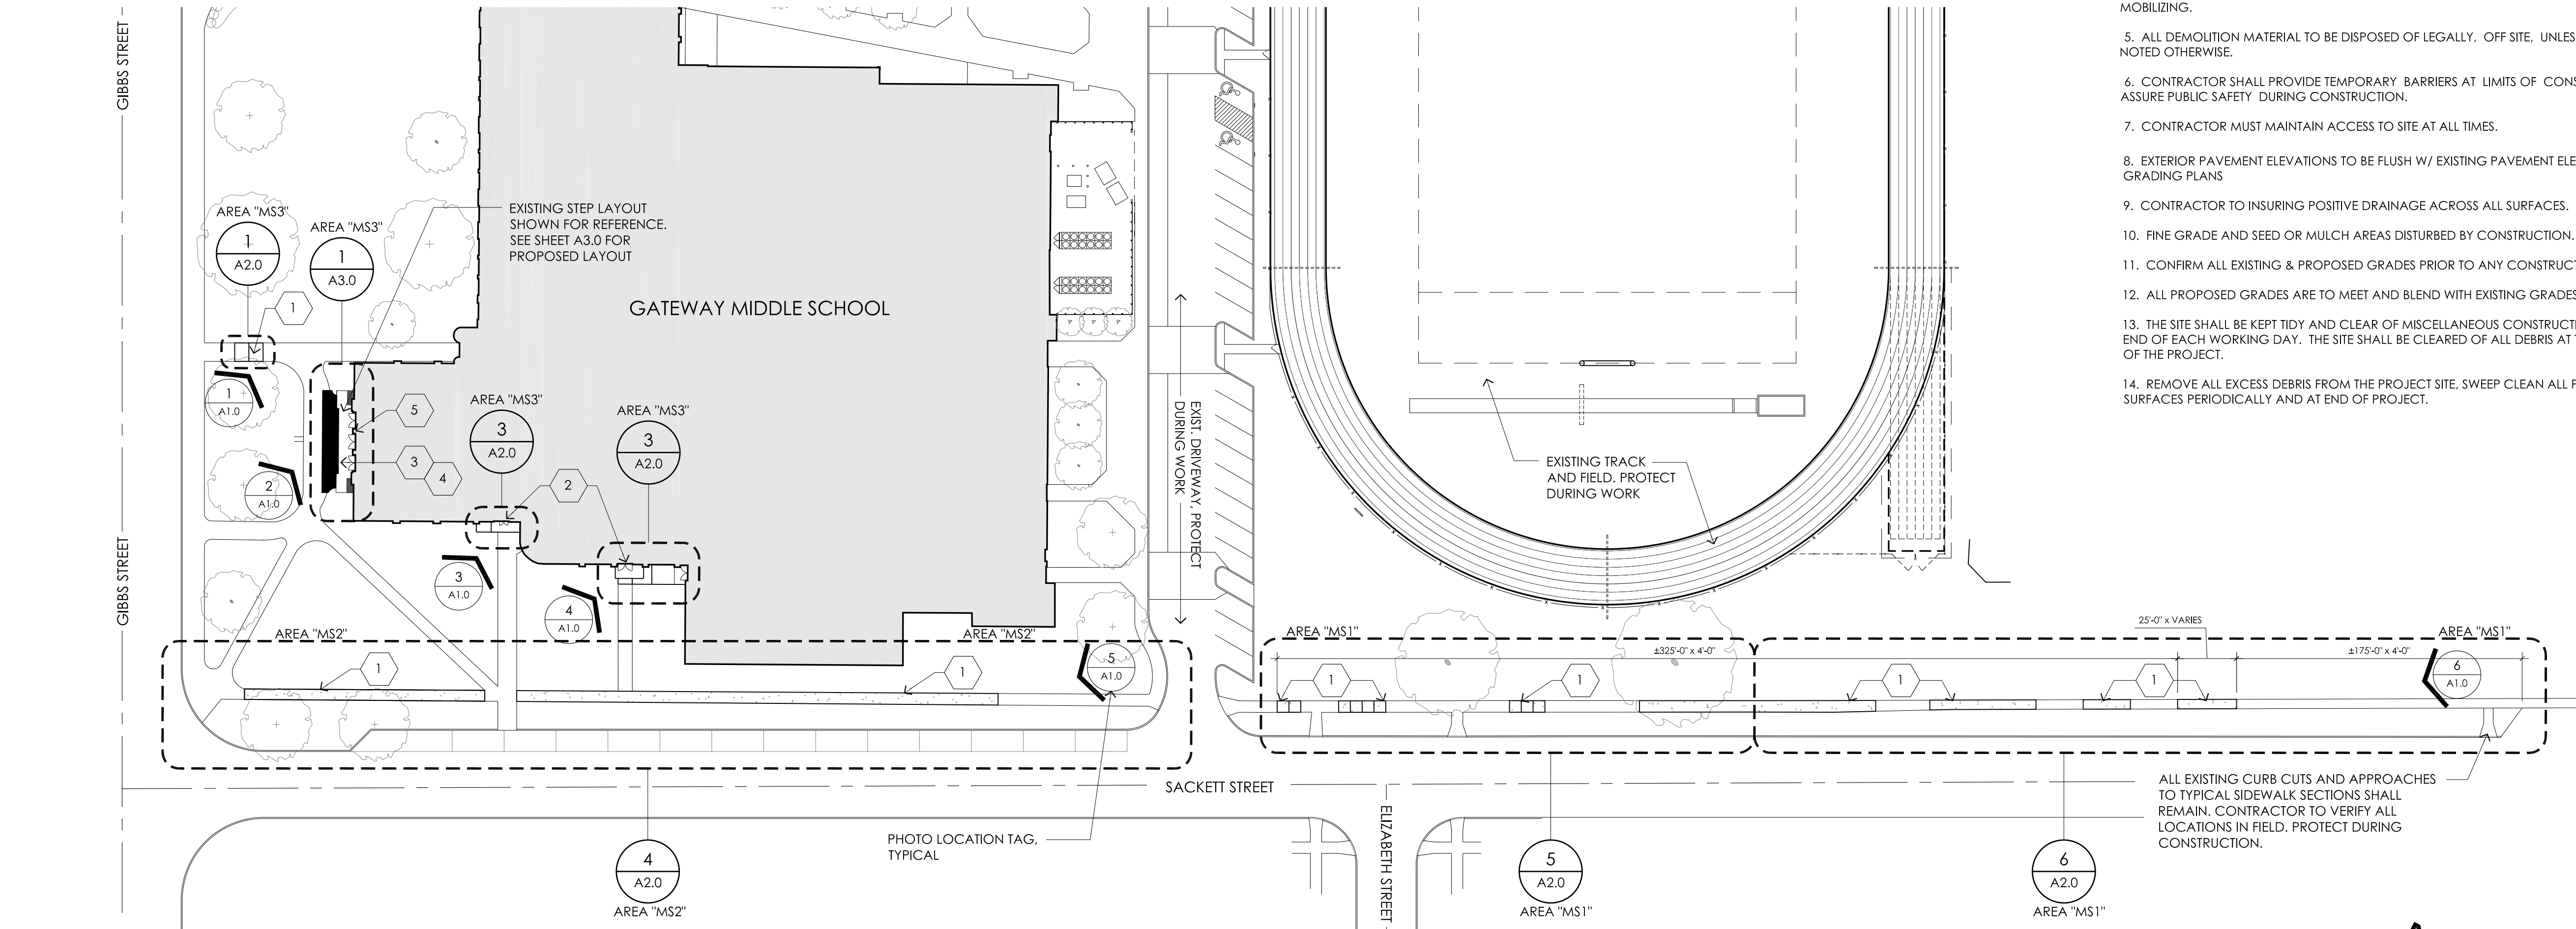 GIBBS STREET
GIBBS STREET
AREA "MS3"
1
A2.0
AREA "MS3"
1
A3.0
1
EXISTING STEP LAYOUT
SHOWN FOR REFERENCE.
SEE SHEET A3.0 FOR
PROPOSED LAYOUT
GATEWAY MIDDLE SCHOOL
1
A1.0
2
A1.0
5
3
4
AREA "MS3"
3
A2.0
AREA "MS3"
3
A2.0
2
3
A1.0
4
A1.0
EXIST. DRIVEWAY, PROTECT
DURING WORK
EXISTING TRACK
AND FIELD. PROTECT
DURING WORK
AREA "MS2"
AREA "MS2"
1
1
5
A1.0
AREA "MS1"
±325'-0" x 4'-0"
25'-0" x VARIES
±175'-0" x 4'-0"
AREA "MS1"
1
1
1
1
6
A1.0
SACKETT STREET
ELIZABETH STREET
PHOTO LOCATION TAG,
TYPICAL
4
A2.0
AREA "MS2"
5
A2.0
AREA "MS1"
6
A2.0
AREA "MS1"
ALL EXISTING CURB CUTS AND APPROACHES
TO TYPICAL SIDEWALK SECTIONS SHALL
REMAIN. CONTRACTOR TO VERIFY ALL
LOCATIONS IN FIELD. PROTECT DURING
CONSTRUCTION.
MOBILIZING.
5. ALL DEMOLITION MATERIAL TO BE DISPOSED OF LEGALLY, OFF SITE, UNLES
NOTED OTHERWISE.
6. CONTRACTOR SHALL PROVIDE TEMPORARY BARRIERS AT LIMITS OF CONS
ASSURE PUBLIC SAFETY DURING CONSTRUCTION.
7. CONTRACTOR MUST MAINTAIN ACCESS TO SITE AT ALL TIMES.
8. EXTERIOR PAVEMENT ELEVATIONS TO BE FLUSH W/ EXISTING PAVEMENT ELE
GRADING PLANS
9. CONTRACTOR TO INSURING POSITIVE DRAINAGE ACROSS ALL SURFACES.
10. FINE GRADE AND SEED OR MULCH AREAS DISTURBED BY CONSTRUCTION.
11. CONFIRM ALL EXISTING & PROPOSED GRADES PRIOR TO ANY CONSTRUCT
12. ALL PROPOSED GRADES ARE TO MEET AND BLEND WITH EXISTING GRADES
13. THE SITE SHALL BE KEPT TIDY AND CLEAR OF MISCELLANEOUS CONSTRUCTI
END OF EACH WORKING DAY. THE SITE SHALL BE CLEARED OF ALL DEBRIS AT
OF THE PROJECT.
14. REMOVE ALL EXCESS DEBRIS FROM THE PROJECT SITE, SWEEP CLEAN ALL
SURFACES PERIODICALLY AND AT END OF PROJECT.